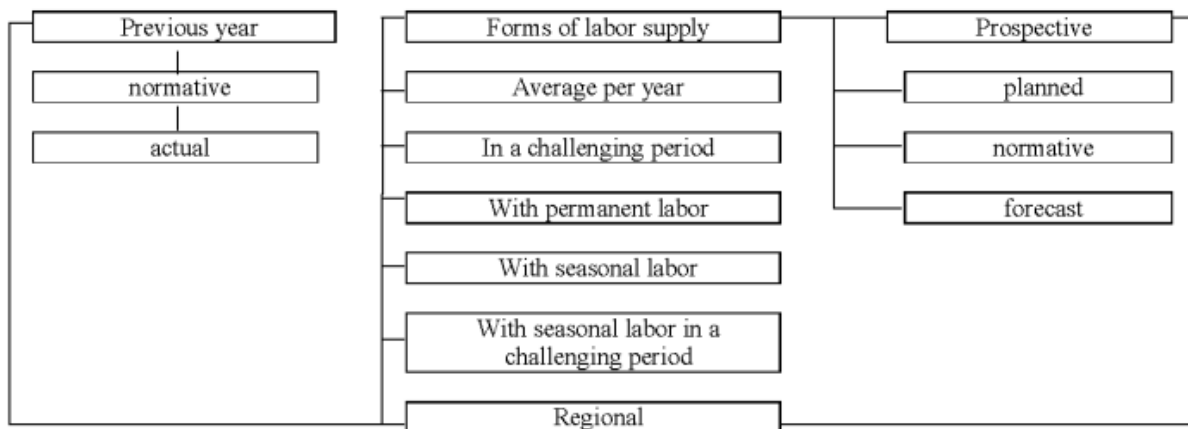 Previous year
normative
actual
Forms of labor supply
Average per year
In a challenging period
With permanent labor
With seasonal labor
With seasonal labor in a
challenging period
Regional
Prospective
planned
normative
forecast